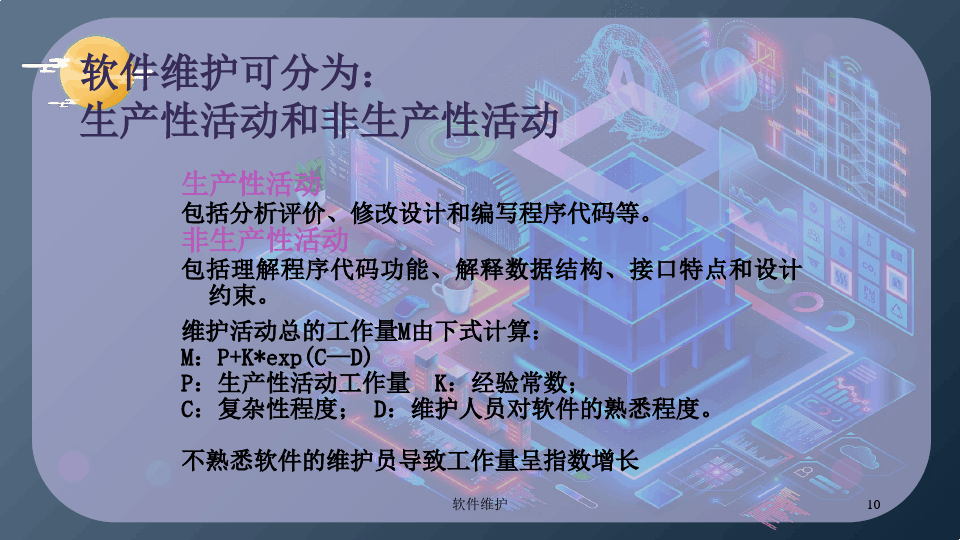 软件维护可分为：
生产性活动和非生产性活动
生产性活动
包括分析评价、修改设计和编写程序代码等。
非生产性活动
包括理解程序代码功能、解释数据结构、接口特点和设计
约束。
维护活动总的工作量M由下式计算：
M：P+K*exp(C—D)
P：生产性活动工作量 K：经验常数；
C：复杂性程度； D：维护人员对软件的熟悉程度。
不熟悉软件的维护员导致工作量呈指数增长
软件维护
10